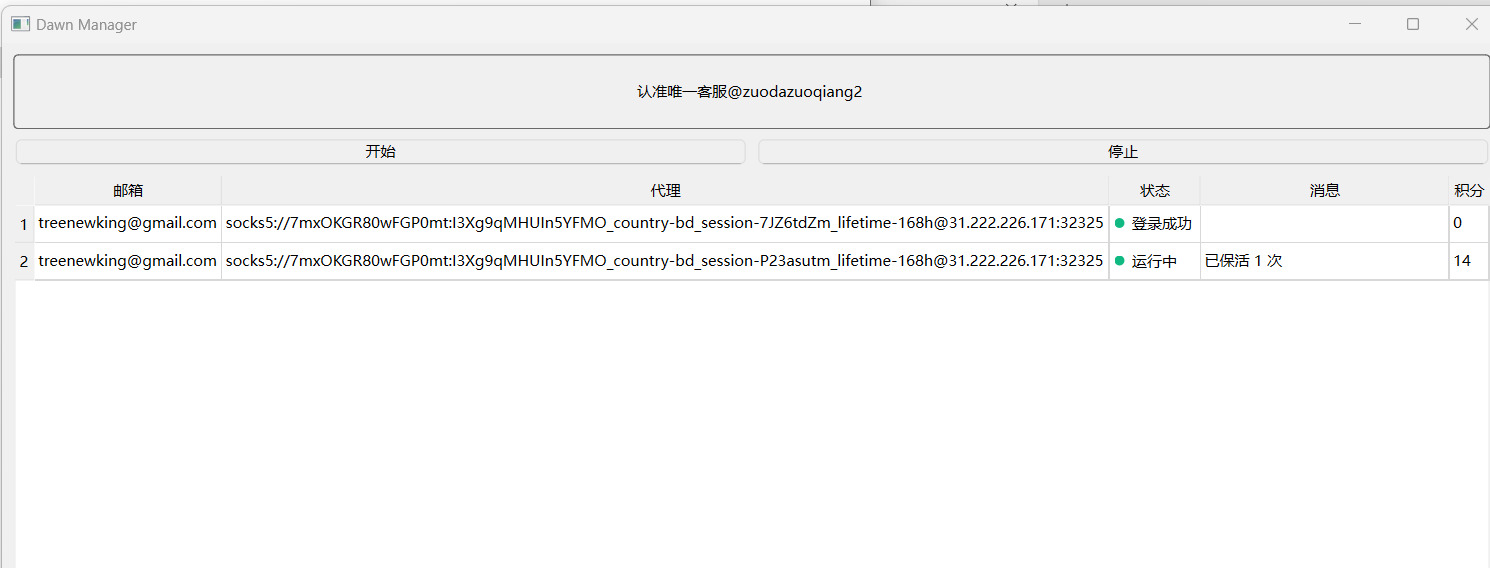 Dawn Manager
认准唯一客服@zuodazuoqiang2
开始 停止
邮箱 代理 状态 消息 积分
1 treenewking@gmail.com socks5://7mxOKGR80wFGP0mt:I3Xg9qMHUIn5YFMO_country-bd_session-7JZ6tdZm_lifetime-168h@31.222.226.171:32325 登录成功 0
2 treenewking@gmail.com socks5://7mxOKGR80wFGP0mt:I3Xg9qMHUIn5YFMO_country-bd_session-P23asutm_lifetime-168h@31.222.226.171:32325 运行中 已保活 1 次 14